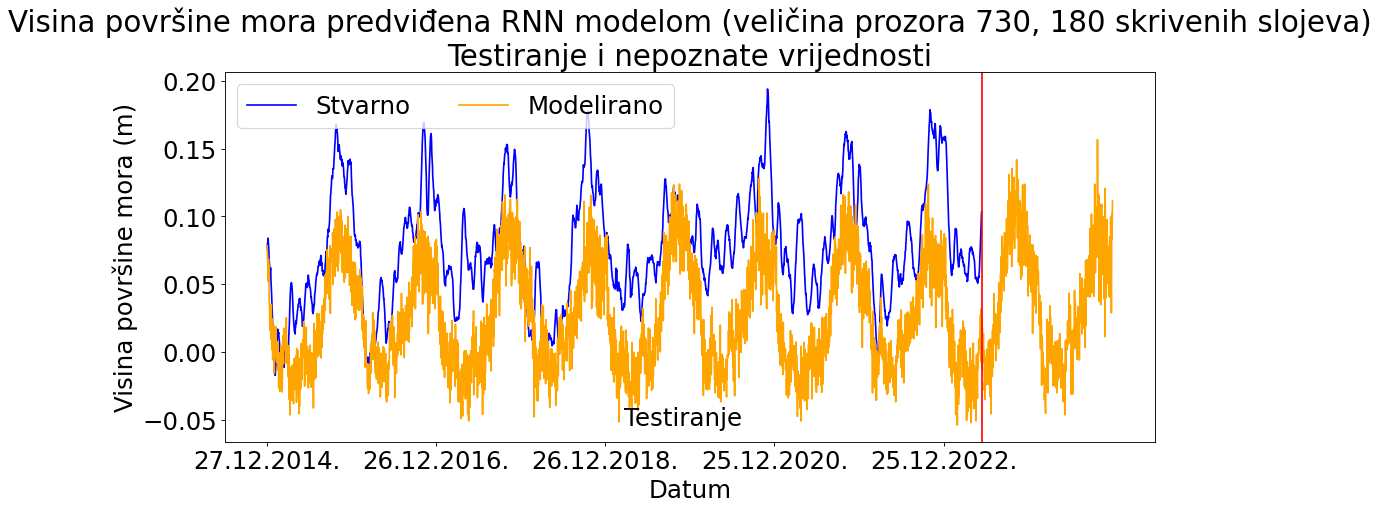 Visina površine mora predviđena RNN modelom (veličina prozora 730, 180 skrivenih slojeva)
Testiranje i nepoznate vrijednosti
Stvarno Modelirano
Visina površine mora (m)
0.20
0.15
0.10
0.05
0.00
−0.05
Testiranje
27.12.2014. 26.12.2016. 26.12.2018. 25.12.2020. 25.12.2022.
Datum